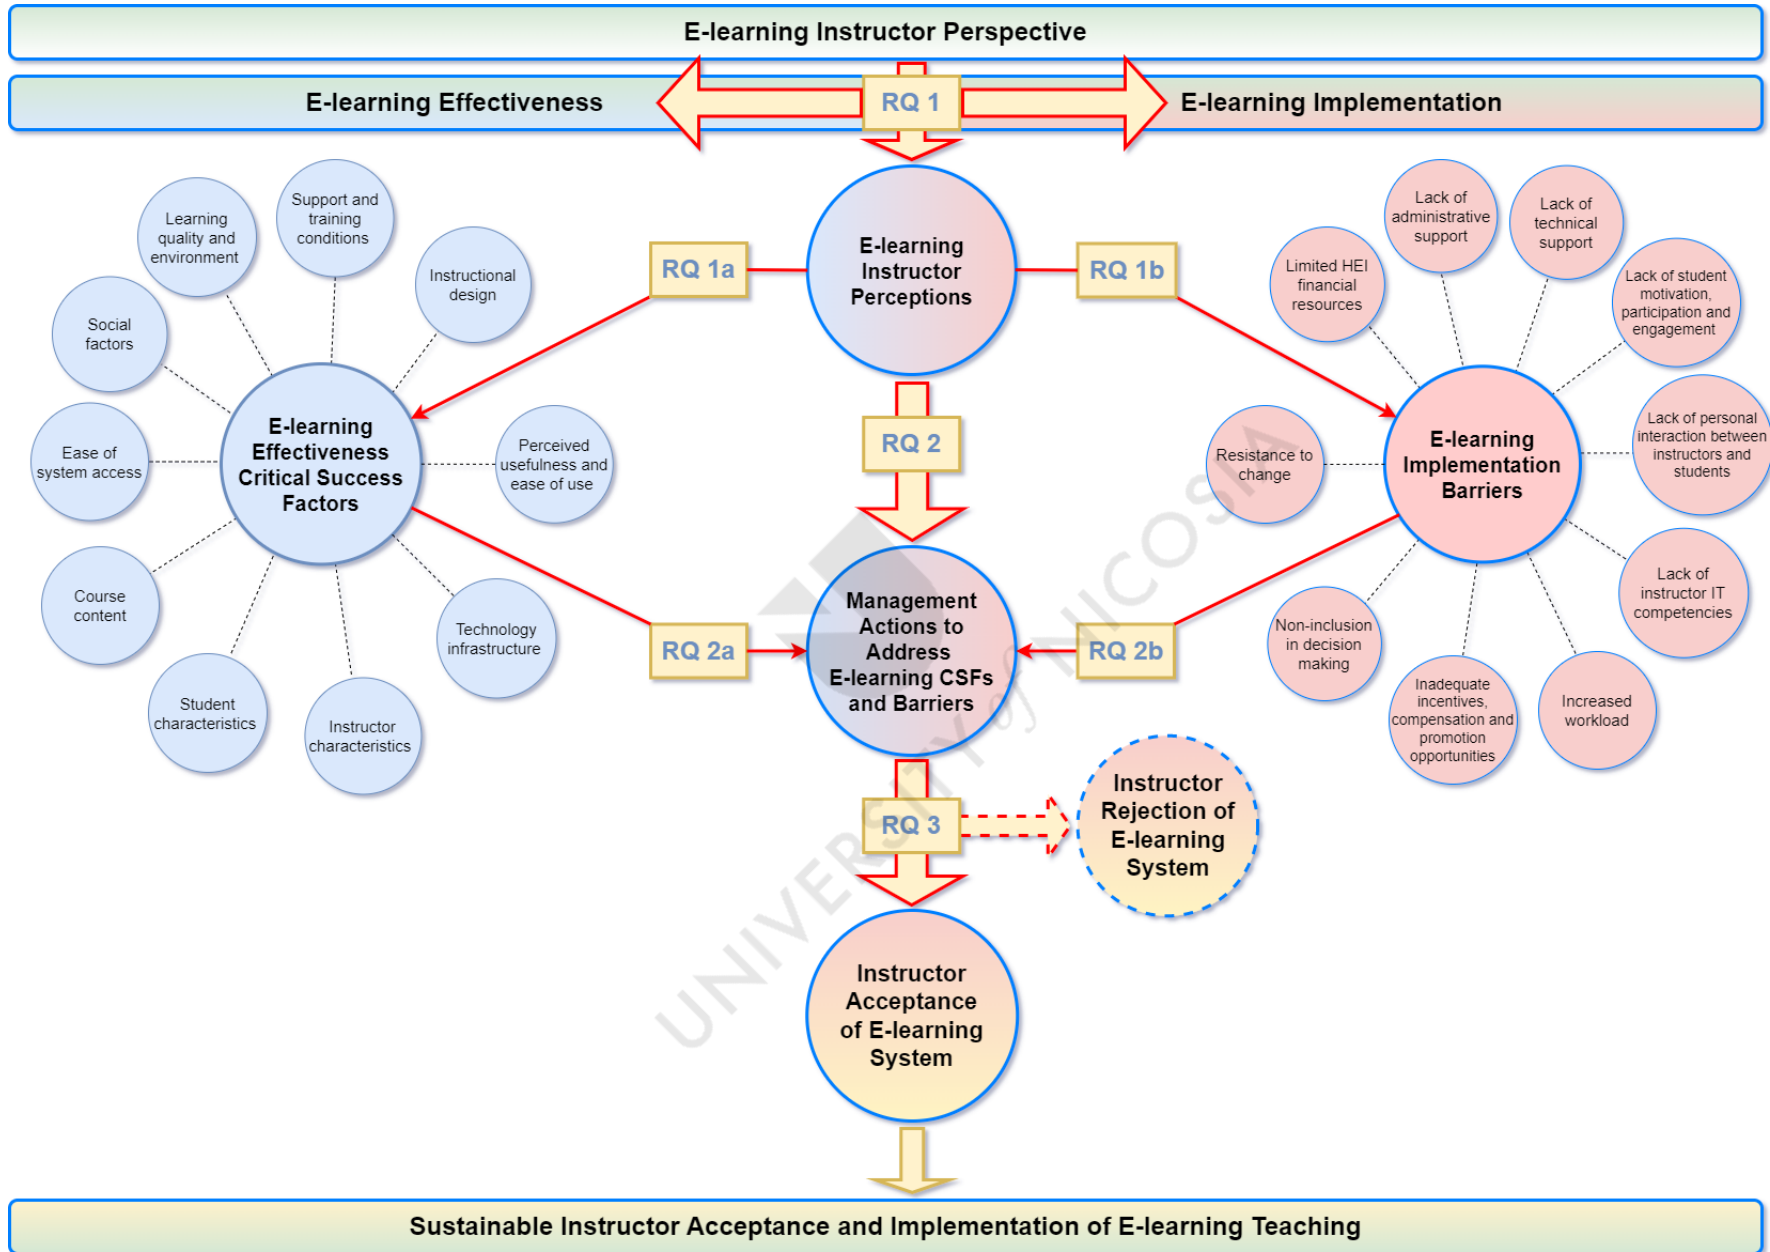 E-learning Instructor Perspective
E-learning Effectiveness
RQ 1
E-learning Implementation
Learning
quality and
environment
Support and
training
conditions
Instructional
design
Social
factors
Ease of
system access
Course
content
Student
characteristics
Instructor
characteristics
Technology
infrastructure
Perceived
usefulness and
ease of use
E-learning
Effectiveness
Critical Success
Factors
RQ 1a
E-learning
Instructor
Perceptions
RQ 1b
RQ 2
Limited HEI
financial
resources
Lack of
administrative
support
Lack of
technical
support
Lack of student
motivation,
participation and
engagement
Lack of personal
interaction between
instructors and
students
Lack of
instructor IT
competencies
Increased
workload
Inadequate
incentives,
compensation and
promotion
opportunities
Non-inclusion
in decision
making
Resistance to
change
E-learning
Implementation
Barriers
RQ 2a
Management
Actions to
Address
E-learning CSFs
and Barriers
RQ 2b
RQ 3
Instructor
Rejection of
E-learning
System
Instructor
Acceptance
of E-learning
System
Sustainable Instructor Acceptance and Implementation of E-learning Teaching
UNIVERSITY of NICOSIA